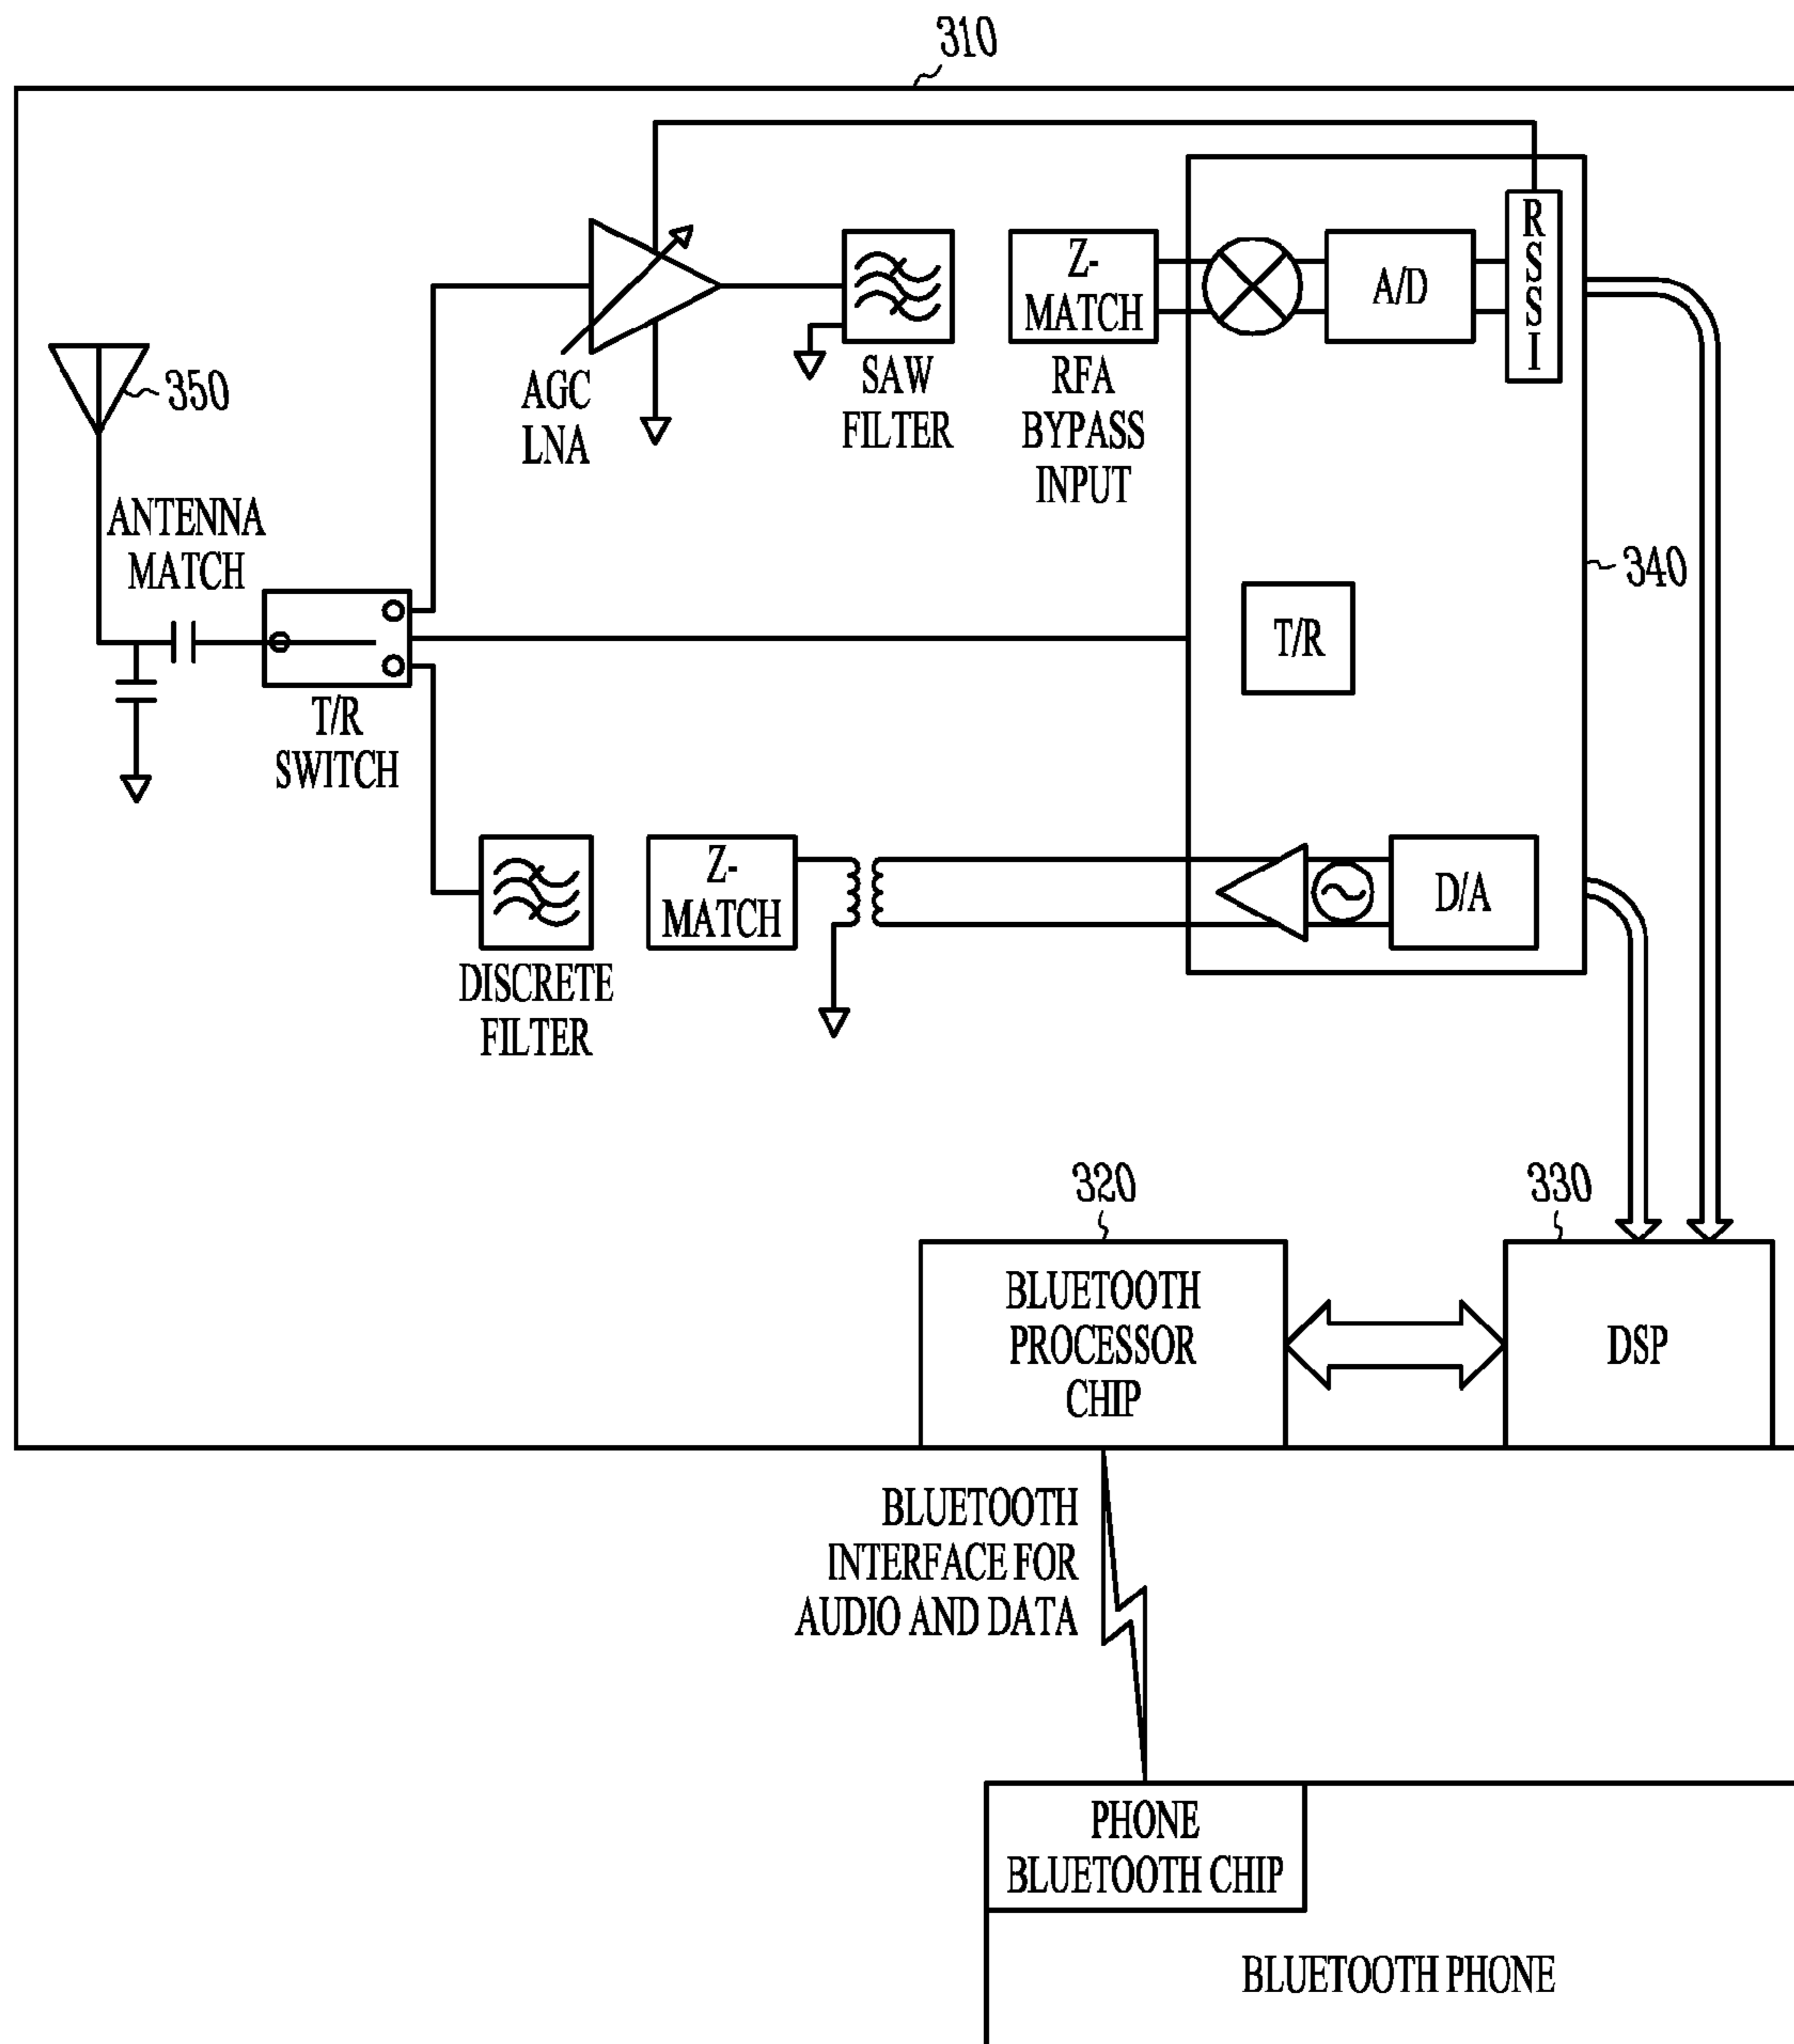 310
R
S
S
I
Z-
MATCH
A/D
350
AGC
LNA
SAW
FILTER
RFA
BYPASS
INPUT
ANTENNA
MATCH
340
T/R
T/R
SWITCH
Z-
MATCH
D/A
DISCRETE
FILTER
320
330
BLUETOOTH
PROCESSOR
CHIP
DSP
BLUETOOTH
INTERFACE FOR
AUDIO AND DATA
PHONE
BLUETOOTH CHIP
BLUETOOTH PHONE